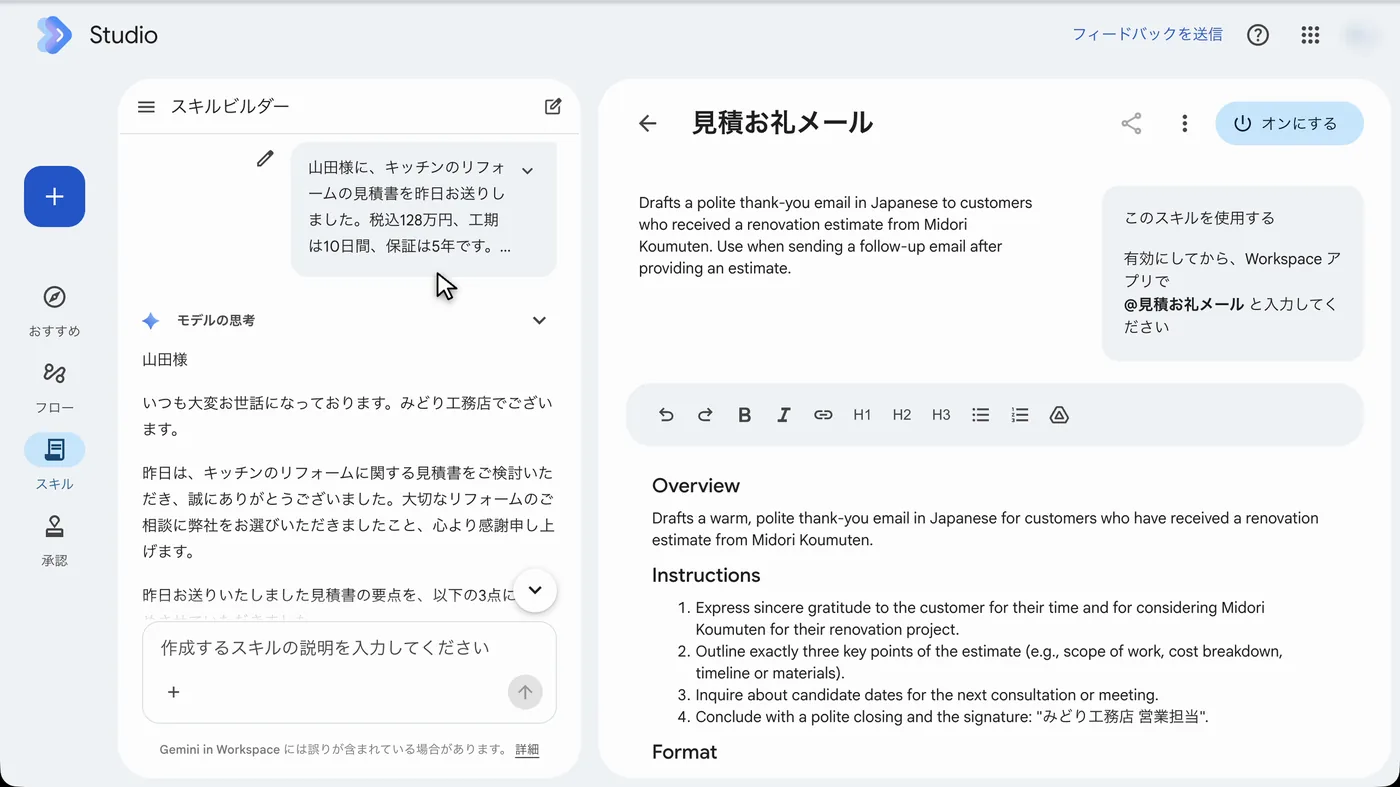 Studio
フィードバックを送信
おすすめ
フロー
スキル
承認
スキルビルダー
山田様に、キッチンのリフォ
ームの見積書を昨日お送りし
ました。税込128万円、工期
は10日間、保証は5年です。...
モデルの思考
山田様
いつも大変お世話になっております。みどり工務店でござい
ます。
昨日は、キッチンのリフォームに関する見積書をご検討いた
だき、誠にありがとうございました。大切なリフォームのご
相談に弊社をお選びいただきましたこと、心より感謝申し上
げます。
昨日お送りいたしました見積書の要点を、以下の3点に
作成するスキルの説明を入力してください
Gemini in Workspace には誤りが含まれている場合があります。 詳細
見積お礼メール
オンにする
Drafts a polite thank-you email in Japanese to customers
who received a renovation estimate from Midori
Koumuten. Use when sending a follow-up email after
providing an estimate.
このスキルを使用する
有効にしてから、Workspace ア
プリで
@見積お礼メール と入力してく
ださい
B I H1 H2 H3
Overview
Drafts a warm, polite thank-you email in Japanese for customers who have received a renovation
estimate from Midori Koumuten.
Instructions
1. Express sincere gratitude to the customer for their time and for considering Midori
Koumuten for their renovation project.
2. Outline exactly three key points of the estimate (e.g., scope of work, cost breakdown,
timeline or materials).
3. Inquire about candidate dates for the next consultation or meeting.
4. Conclude with a polite closing and the signature: "みどり工務店 営業担当".
Format